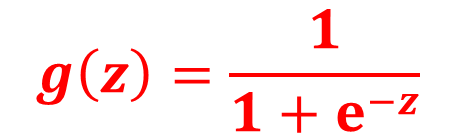 g(z) = 1 / (1 + e^{-z})